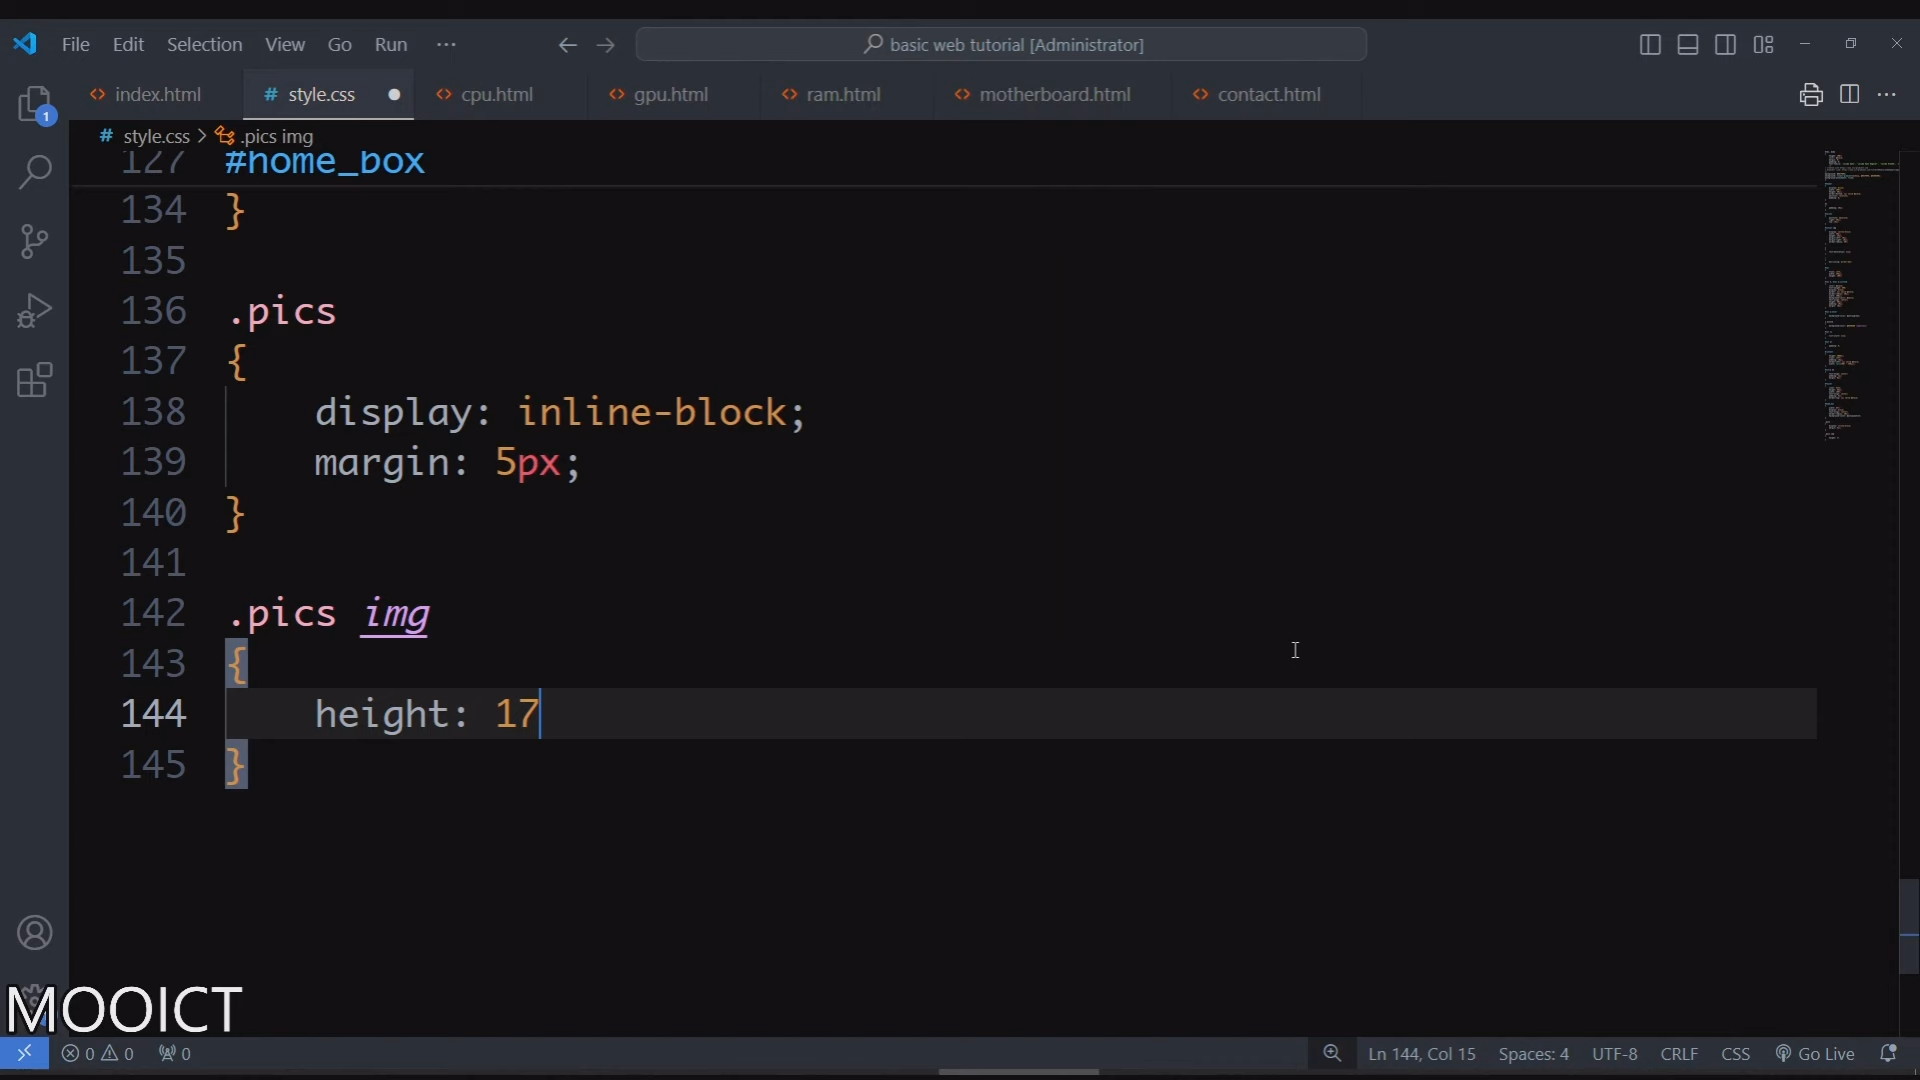 File Edit Selection View Go Run ···
basic web tutorial [Administrator]
index.html
# style.css
cpu.html
gpu.html
ram.html
motherboard.html
contact.html
1
# style.css > .pics img
127 #home_box
134 }
135
136 .pics
137 {
138 display: inline-block;
139 margin: 5px;
140 }
141
142 .pics img
143 {
144 height: 17
145 }
MOOICT
0 0 0
Ln 144, Col 15 Spaces: 4 UTF-8 CRLF CSS Go Live